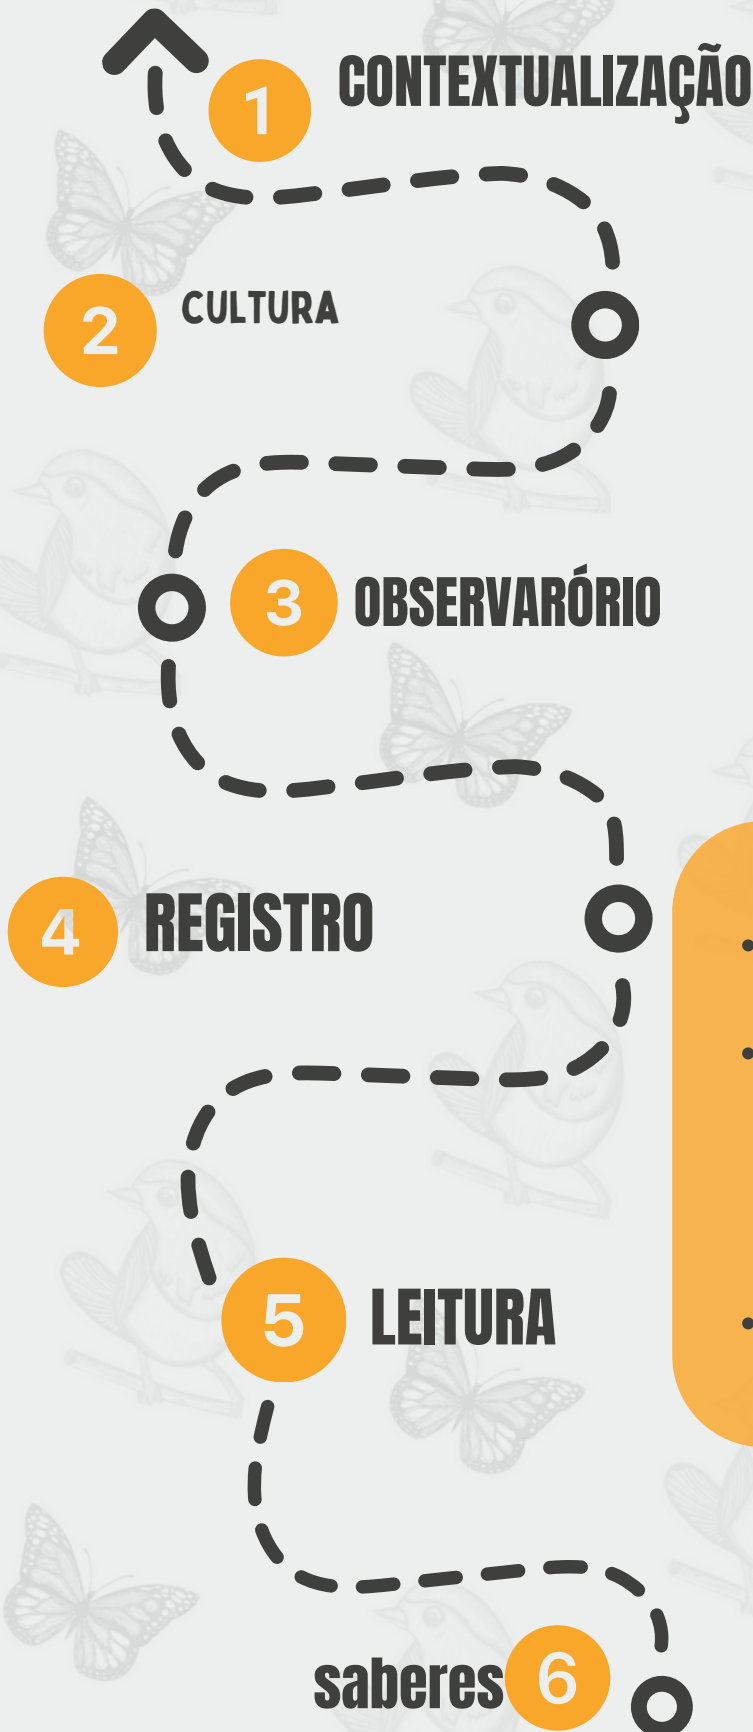 1 CONTEXTUALIZAÇÃO
2 CULTURA
3 OBSERVARÓRIO
4 REGISTRO
5 LEITURA
saberes 6